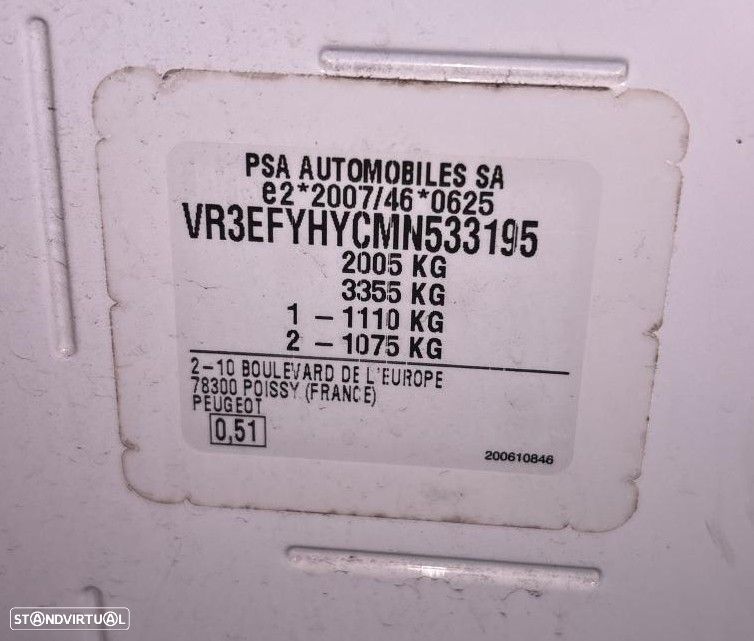 PSA AUTOMOBILES SA
e2*2007/46*0625
VR3EFYHYCMN533195
2005 KG
3355 KG
1 - 1110 KG
2 - 1075 KG
2-10 BOULEVARD DE L'EUROPE
78300 POISSY (FRANCE)
PEUGEOT
0,51
200610846
STANDVIRTUAL